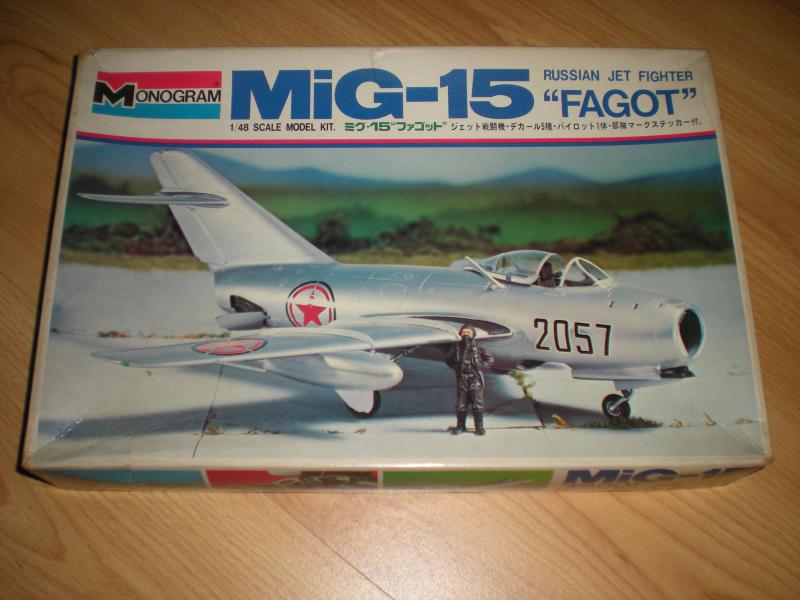 MONOGRAM
MiG-15
RUSSIAN JET FIGHTER
"FAGOT"
1/48 SCALE MODEL KIT. ミグ・15"ファゴット" ジェット戦闘機・デカール5種・パイロット1体・部隊マークステッカー付。
2057
MiG-15